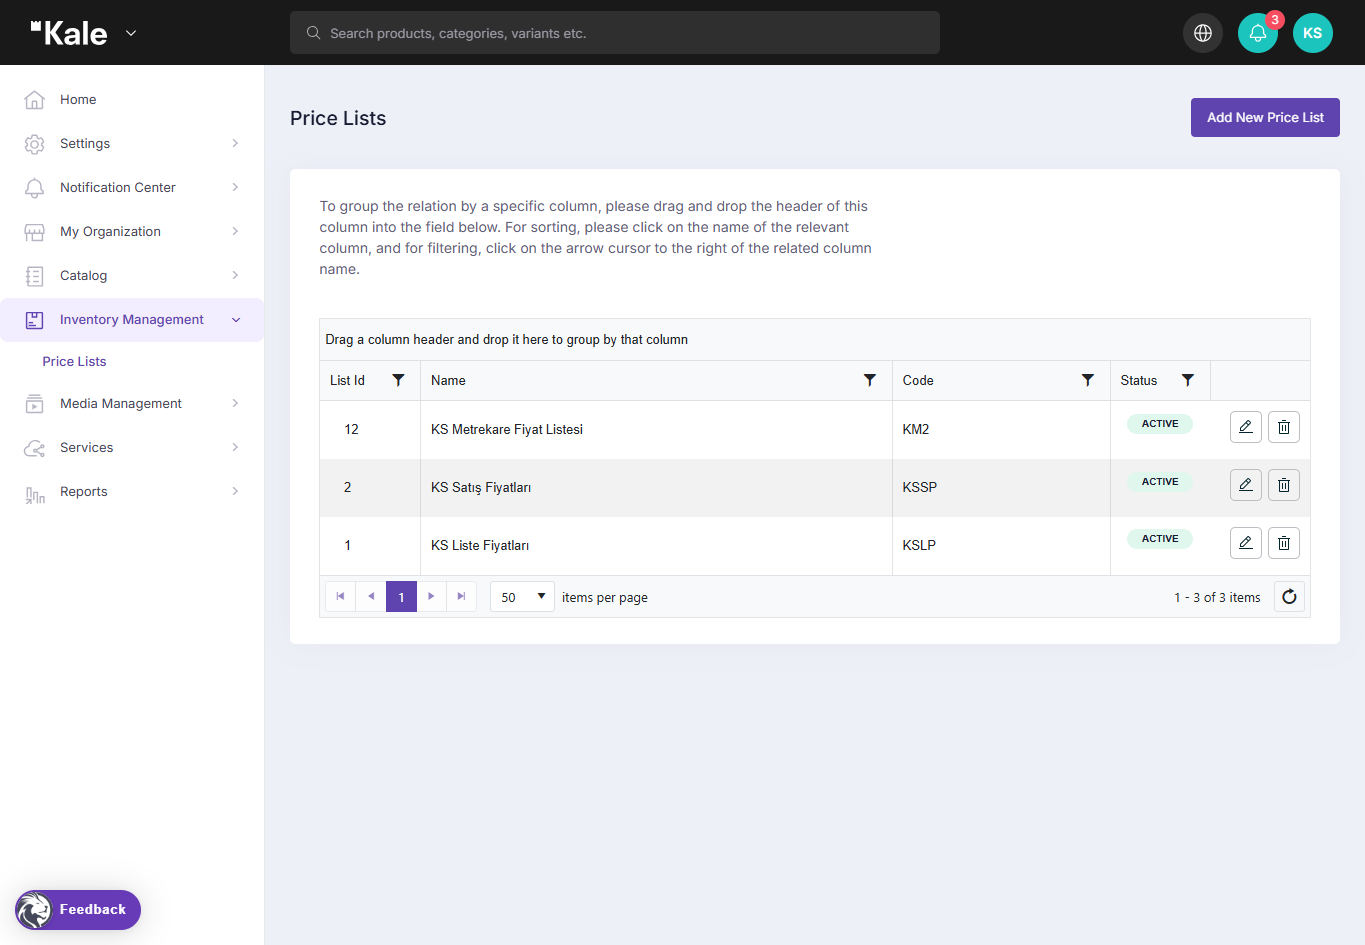 Kale
Search products, categories, variants etc.
3
KS
Home
Settings
Notification Center
My Organization
Catalog
Inventory Management
Price Lists
Media Management
Services
Reports
Feedback
Price Lists
Add New Price List
To group the relation by a specific column, please drag and drop the header of this
column into the field below. For sorting, please click on the name of the relevant
column, and for filtering, click on the arrow cursor to the right of the related column
name.
Drag a column header and drop it here to group by that column
List Id Name Code Status
12 KS Metrekare Fiyat Listesi KM2 ACTIVE
2 KS Satış Fiyatları KSSP ACTIVE
1 KS Liste Fiyatları KSLP ACTIVE
1 50 items per page 1 - 3 of 3 items